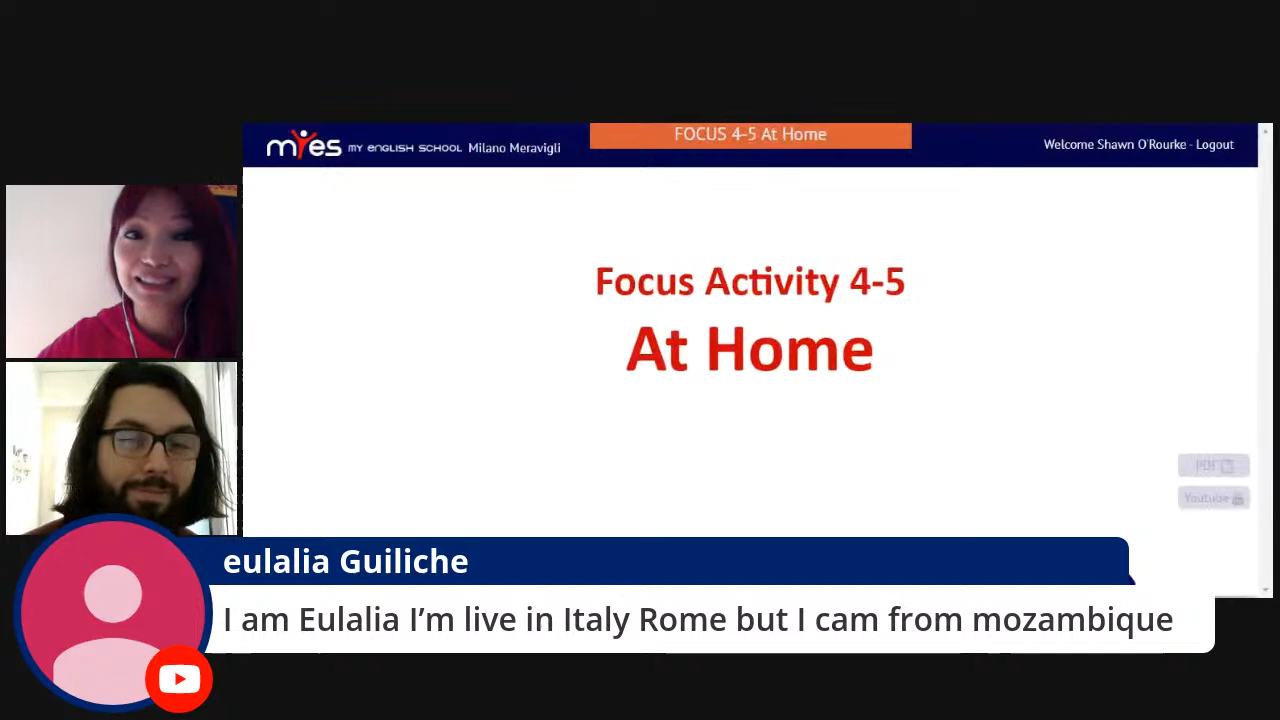 FOCUS 4-5 At Home
myes MY ENGLISH SCHOOL Milano Meravigli
Welcome Shawn O'Rourke - Logout
Focus Activity 4-5
At Home
PDF
Youtube
eulalia Guiliche
I am Eulalia I’m live in Italy Rome but I cam from mozambique